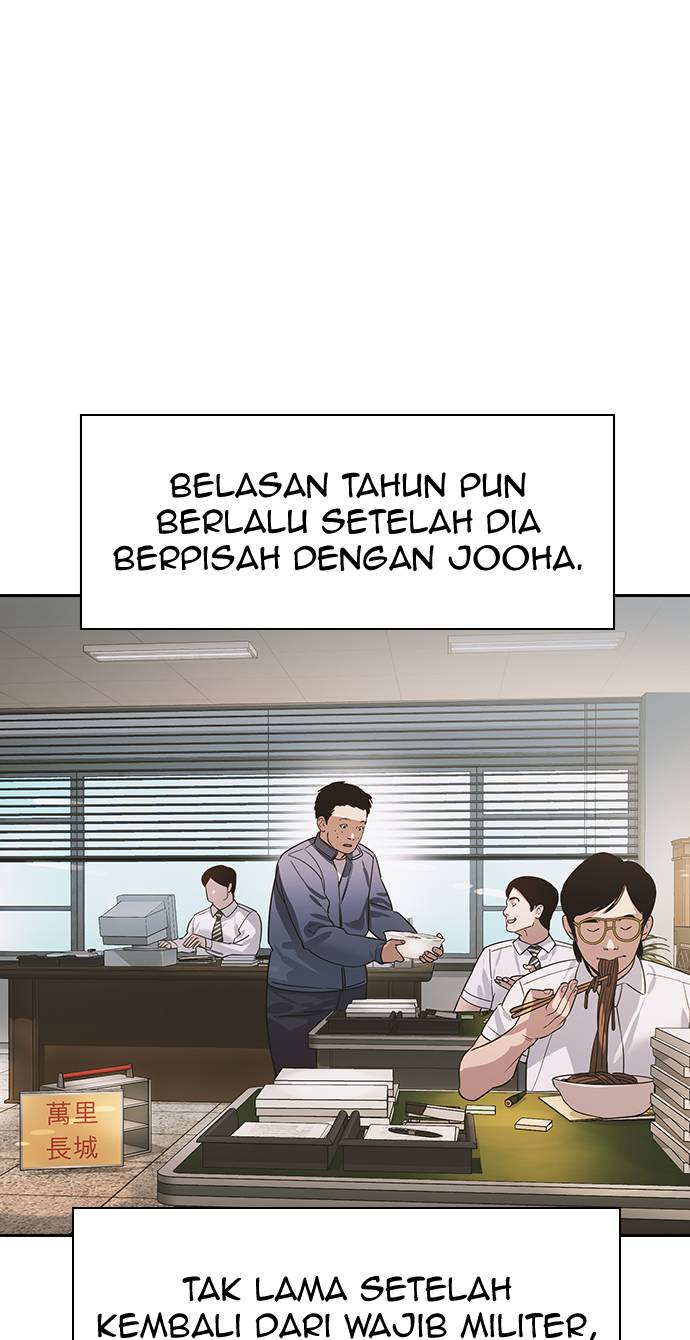 BELASAN TAHUN PUN
BERLALU SETELAH DIA
BERPISAH DENGAN JOOHA.
萬里
長城
TAK LAMA SETELAH
KEMBALI DARI WAJIB MILITER,